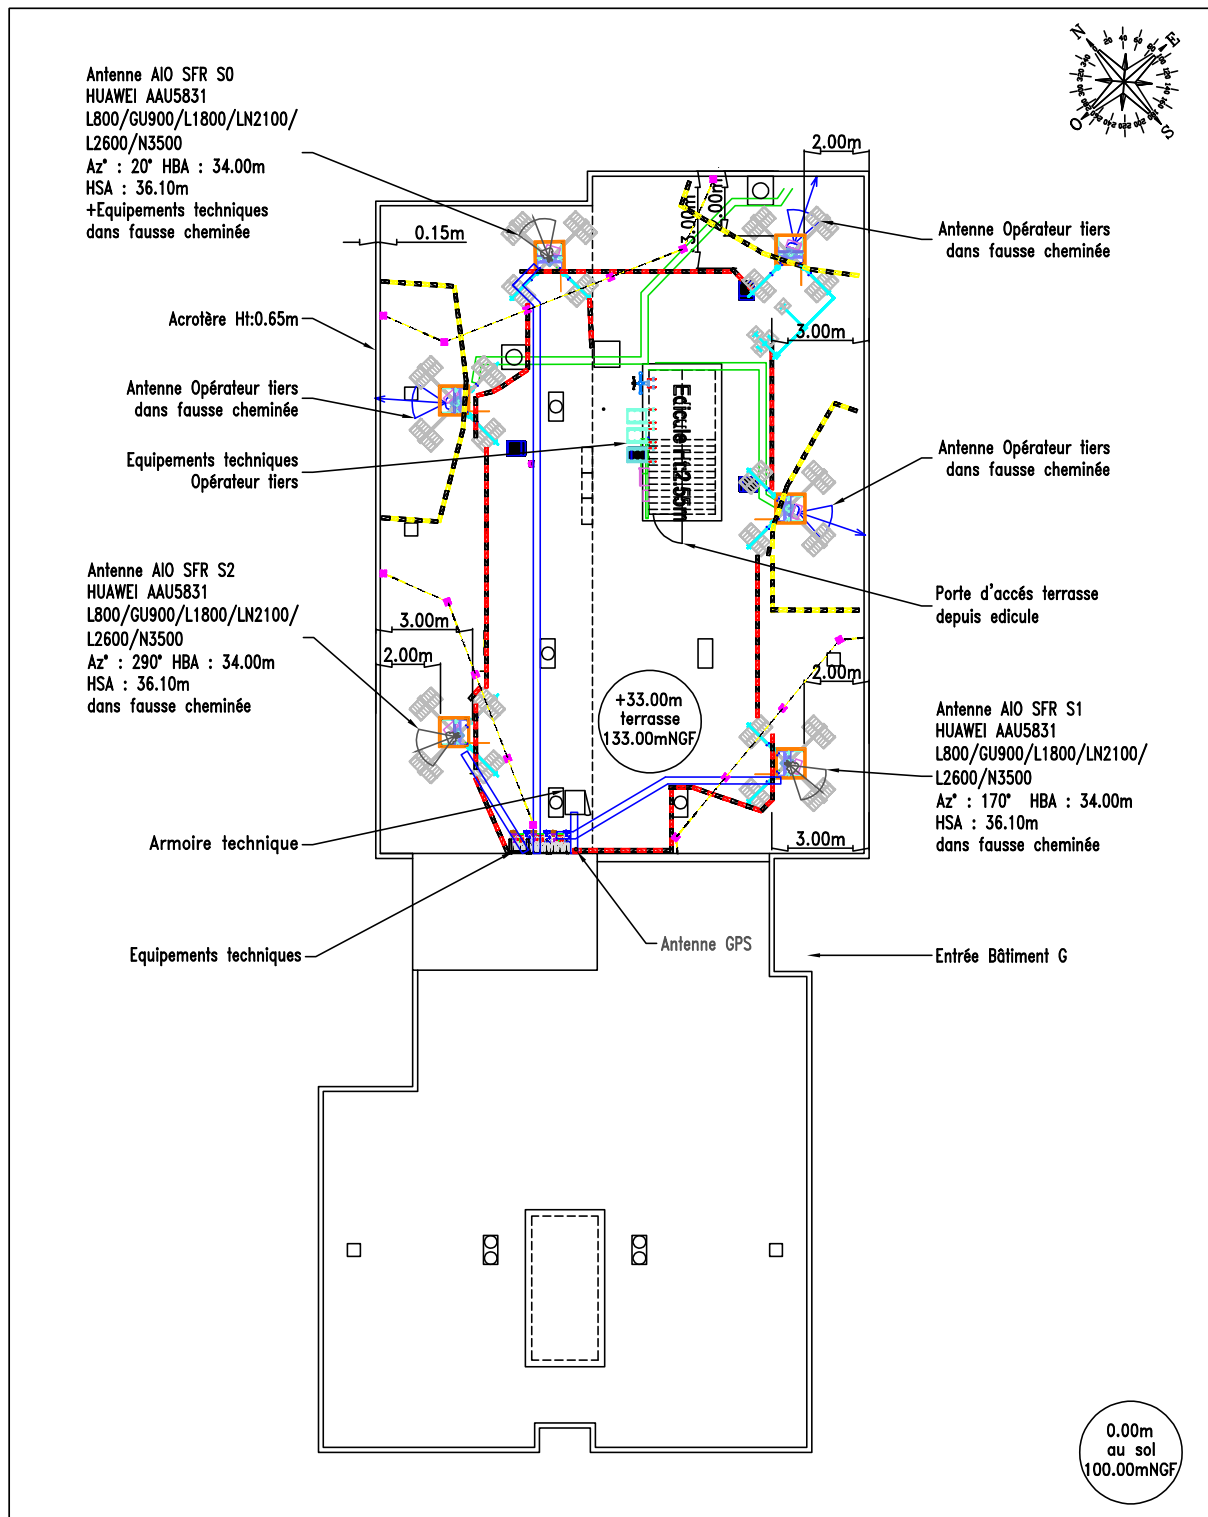 Antenne AIO SFR S0
HUAWEI AAU5831
L800/GU900/L1800/LN2100/
L2600/N3500
Az° : 20° HBA : 34.00m
HSA : 36.10m
+Equipements techniques
dans fausse cheminée
0.15m
Acrotère Ht:0.65m
Antenne Opérateur tiers
dans fausse cheminée
Equipements techniques
Opérateur tiers
Antenne AIO SFR S2
HUAWEI AAU5831
L800/GU900/L1800/LN2100/
L2600/N3500
Az° : 290° HBA : 34.00m
HSA : 36.10m
dans fausse cheminée
3.00m
2.00m
Armoire technique
Equipements techniques
N
E
S
O
2.00m
3.00m
Antenne Opérateur tiers
dans fausse cheminée
3.00m
Edicule Ht:2.55m
Antenne Opérateur tiers
dans fausse cheminée
Porte d'accés terrasse
depuis edicule
2.00m
+33.00m
terrasse
133.00mNGF
Antenne AIO SFR S1
HUAWEI AAU5831
L800/GU900/L1800/LN2100/
L2600/N3500
Az° : 170° HBA : 34.00m
HSA : 36.10m
dans fausse cheminée
3.00m
Antenne GPS
Entrée Bâtiment G
0.00m
au sol
100.00mNGF